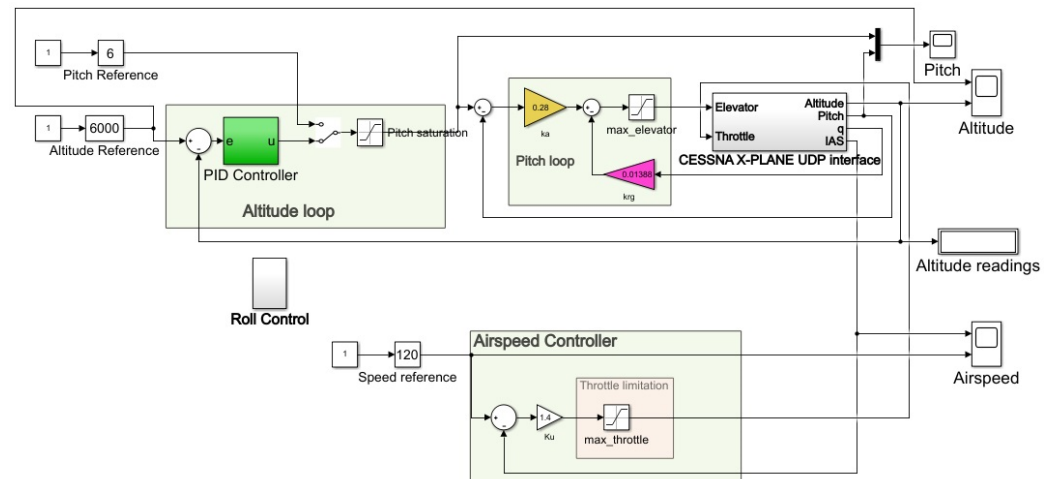 1
6
Pitch Reference
1
6000
Altitude Reference
+
-
e
u
PID Controller
Pitch saturation
Altitude loop
+
-
0.28
ka
+
-
max_elevator
Pitch loop
0.01388
krg
Elevator
Throttle
Altitude
Pitch
q
IAS
CESSNA X-PLANE UDP interface
Pitch
Altitude
Altitude readings
Roll Control
1
120
Speed reference
Airspeed Controller
Throttle limitation
+
-
1.4
Ku
max_throttle
Airspeed